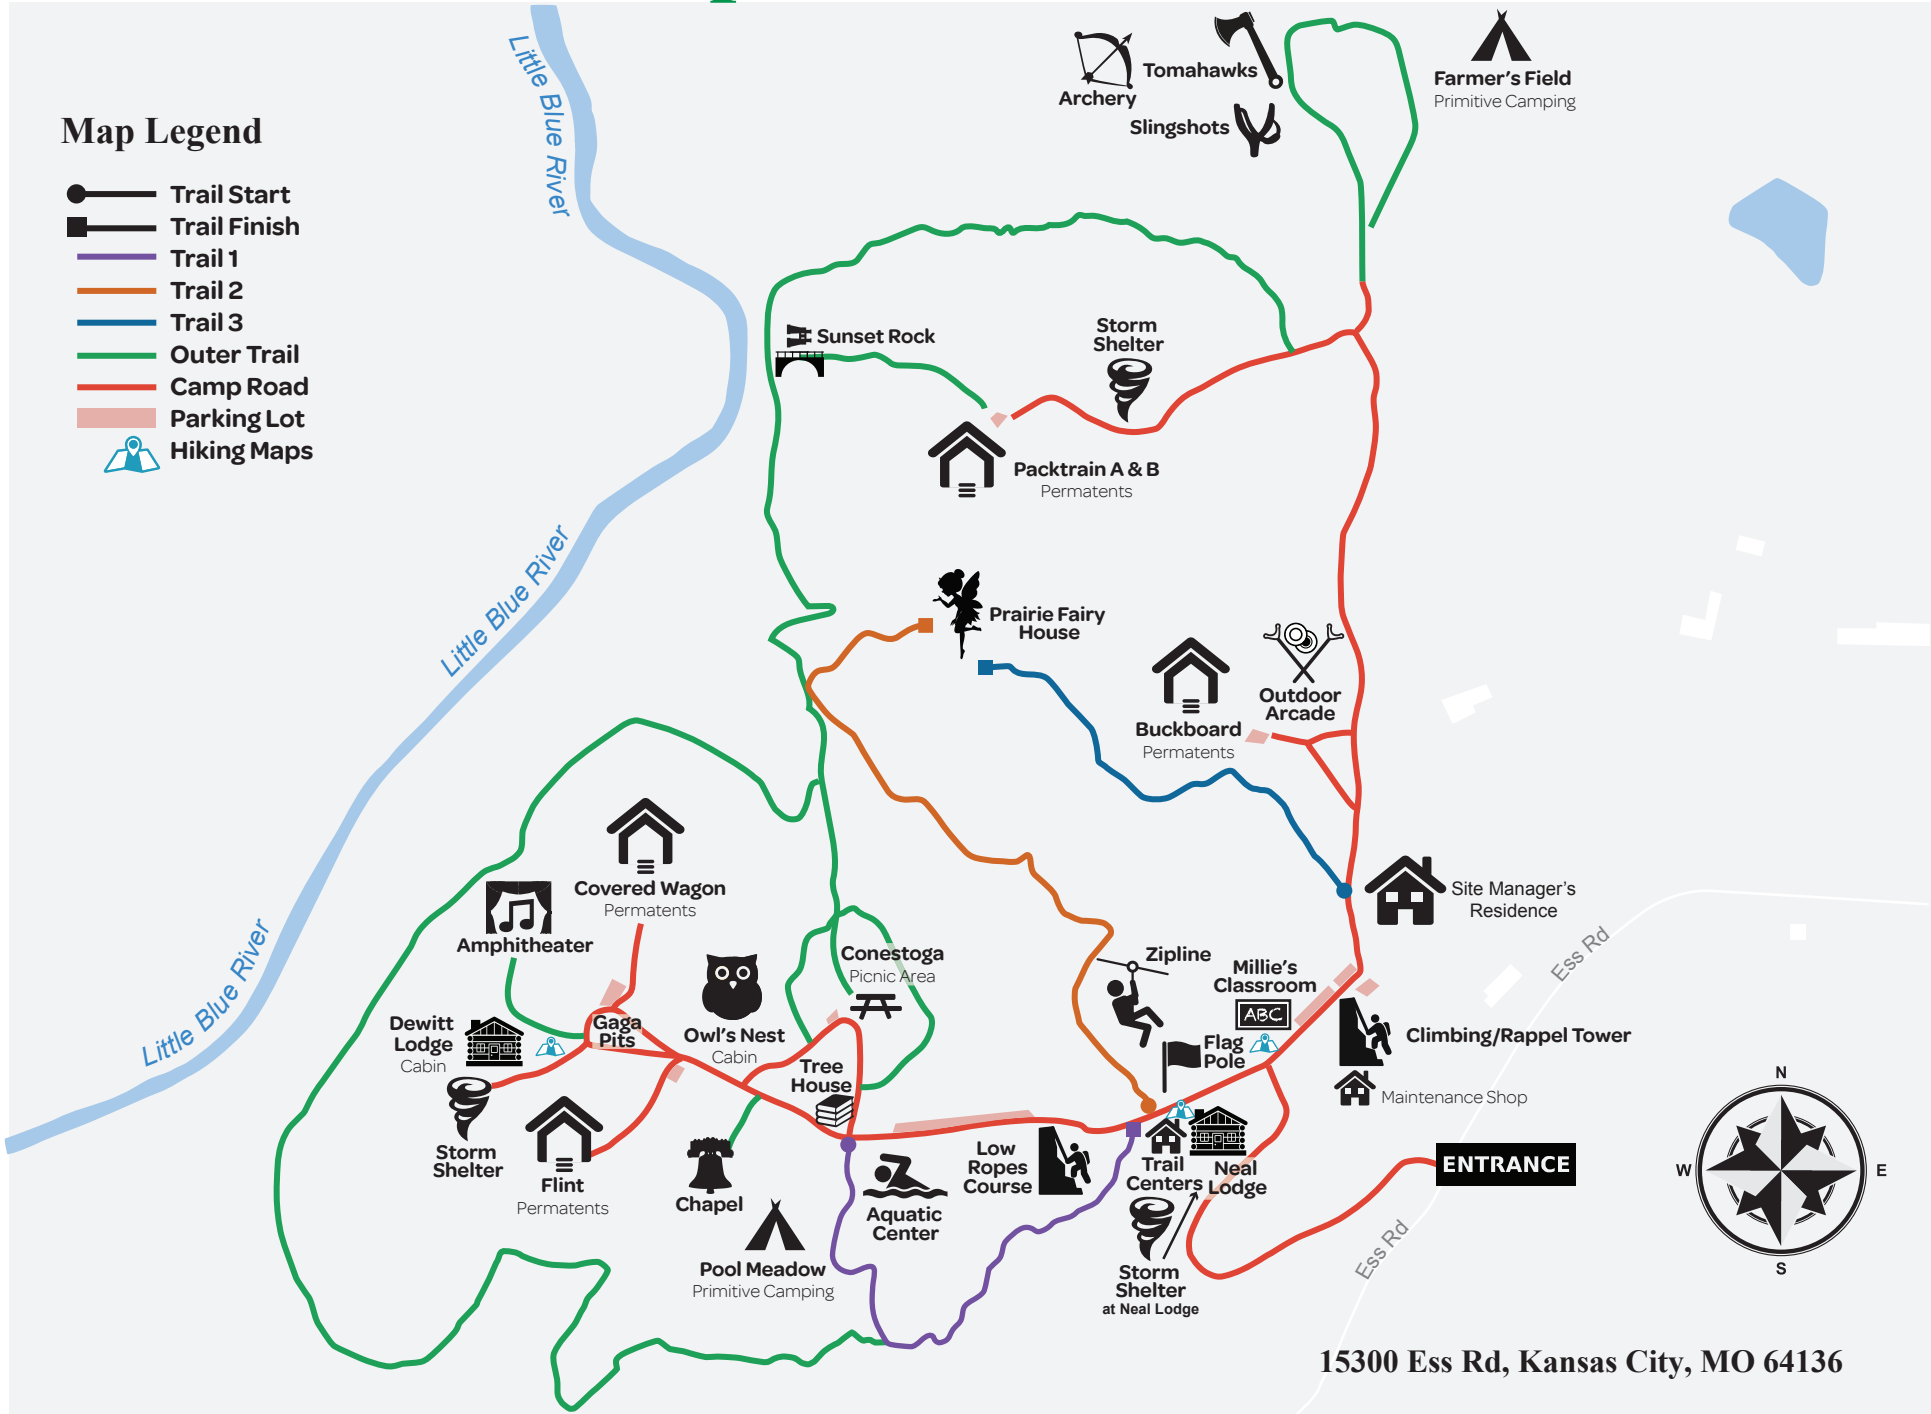 Little Blue River
Map Legend
Trail Start
Trail Finish
Trail 1
Trail 2
Trail 3
Outer Trail
Camp Road
Parking Lot
Hiking Maps
Archery
Tomahawks
Slingshots
Farmer's Field
Primitive Camping
Sunset Rock
Storm
Shelter
Packtrain A & B
Permatents
Little Blue River
Prairie Fairy
House
Outdoor
Arcade
Buckboard
Permatents
Site Manager's
Residence
Ess Rd
Covered Wagon
Permatents
Amphitheater
Little Blue River
Conestoga
Picnic Area
Zipline
Millie's
Classroom
ABC
Flag
Pole
Climbing/Rappel Tower
Maintenance Shop
Dewitt
Lodge
Cabin
Gaga
Pits
Owl's Nest
Cabin
Tree
House
Storm
Shelter
Flint
Permatents
Chapel
Pool Meadow
Primitive Camping
Aquatic
Center
Low
Ropes
Course
Trail
Centers
Neal
Lodge
Storm
Shelter
at Neal Lodge
ENTRANCE
Ess Rd
N
W
E
S
15300 Ess Rd, Kansas City, MO 64136